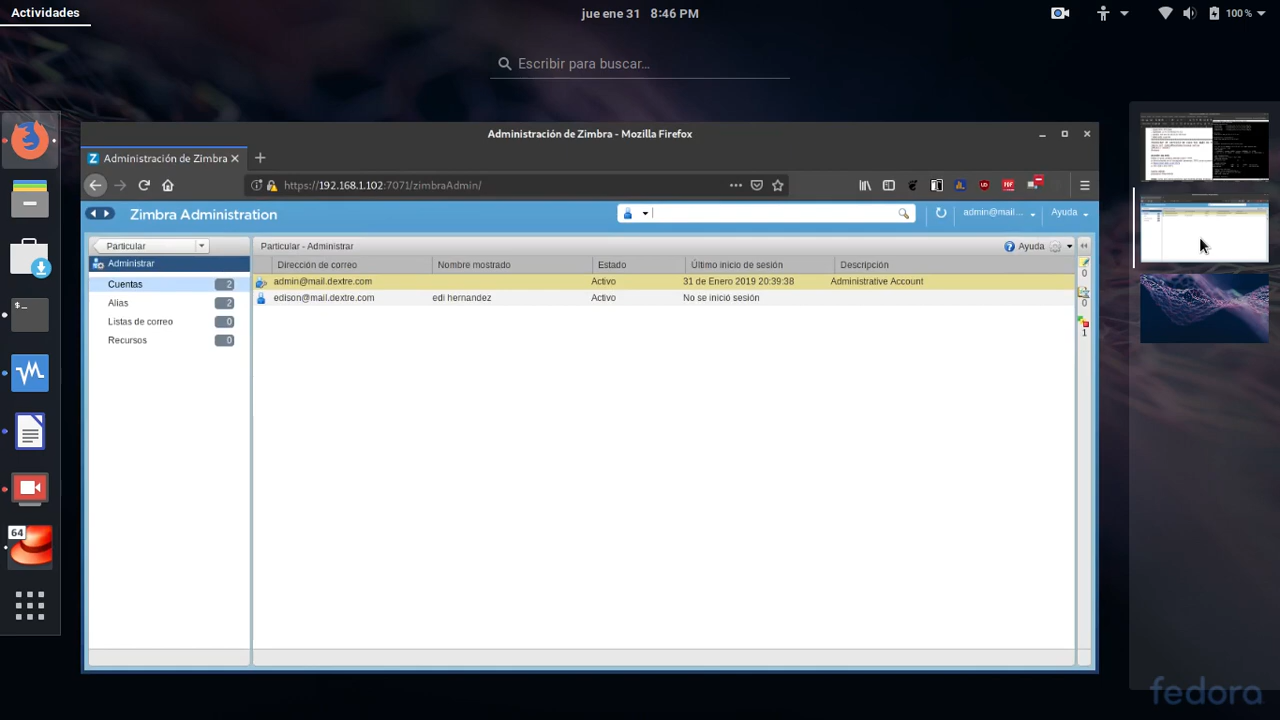 Actividades
jue ene 31 8:46 PM
100 %
Escribir para buscar...
Administración de Zimbra - Mozilla Firefox
Administración de Zimbra
https://192.168.1.102:7071/zimbraAdmin/
Zimbra Administration
admin@mail...
Ayuda
Particular
Particular - Administrar
Ayuda
Administrar
Dirección de correo
Nombre mostrado
Estado
Último inicio de sesión
Descripción
Cuentas 2
admin@mail.dextre.com
Activo
31 de Enero 2019 20:39:38
Administrative Account
0
Alias 2
edison@mail.dextre.com
edi hernandez
Activo
No se inició sesión
0
Listas de correo 0
1
Recursos 0
64
fedora